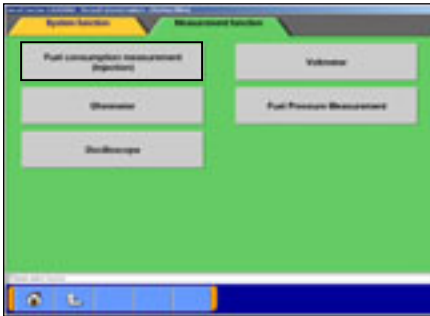 System function
Measurement function
Fuel consumption measurement
(Injection)
Voltmeter
Ohmmeter
Fuel Pressure Measurement
Oscilloscope